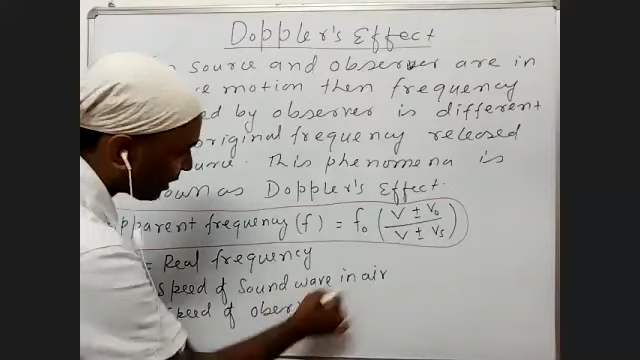 Doppler's Effect
source and observer are in
motion then frequency
by observer is different
original frequency released
This phenomena is
as Doppler's Effect.
apparent frequency (f) = f₀ (V ± V₀ / V ± Vs)
= Real frequency
speed of Sound wave in air
speed of